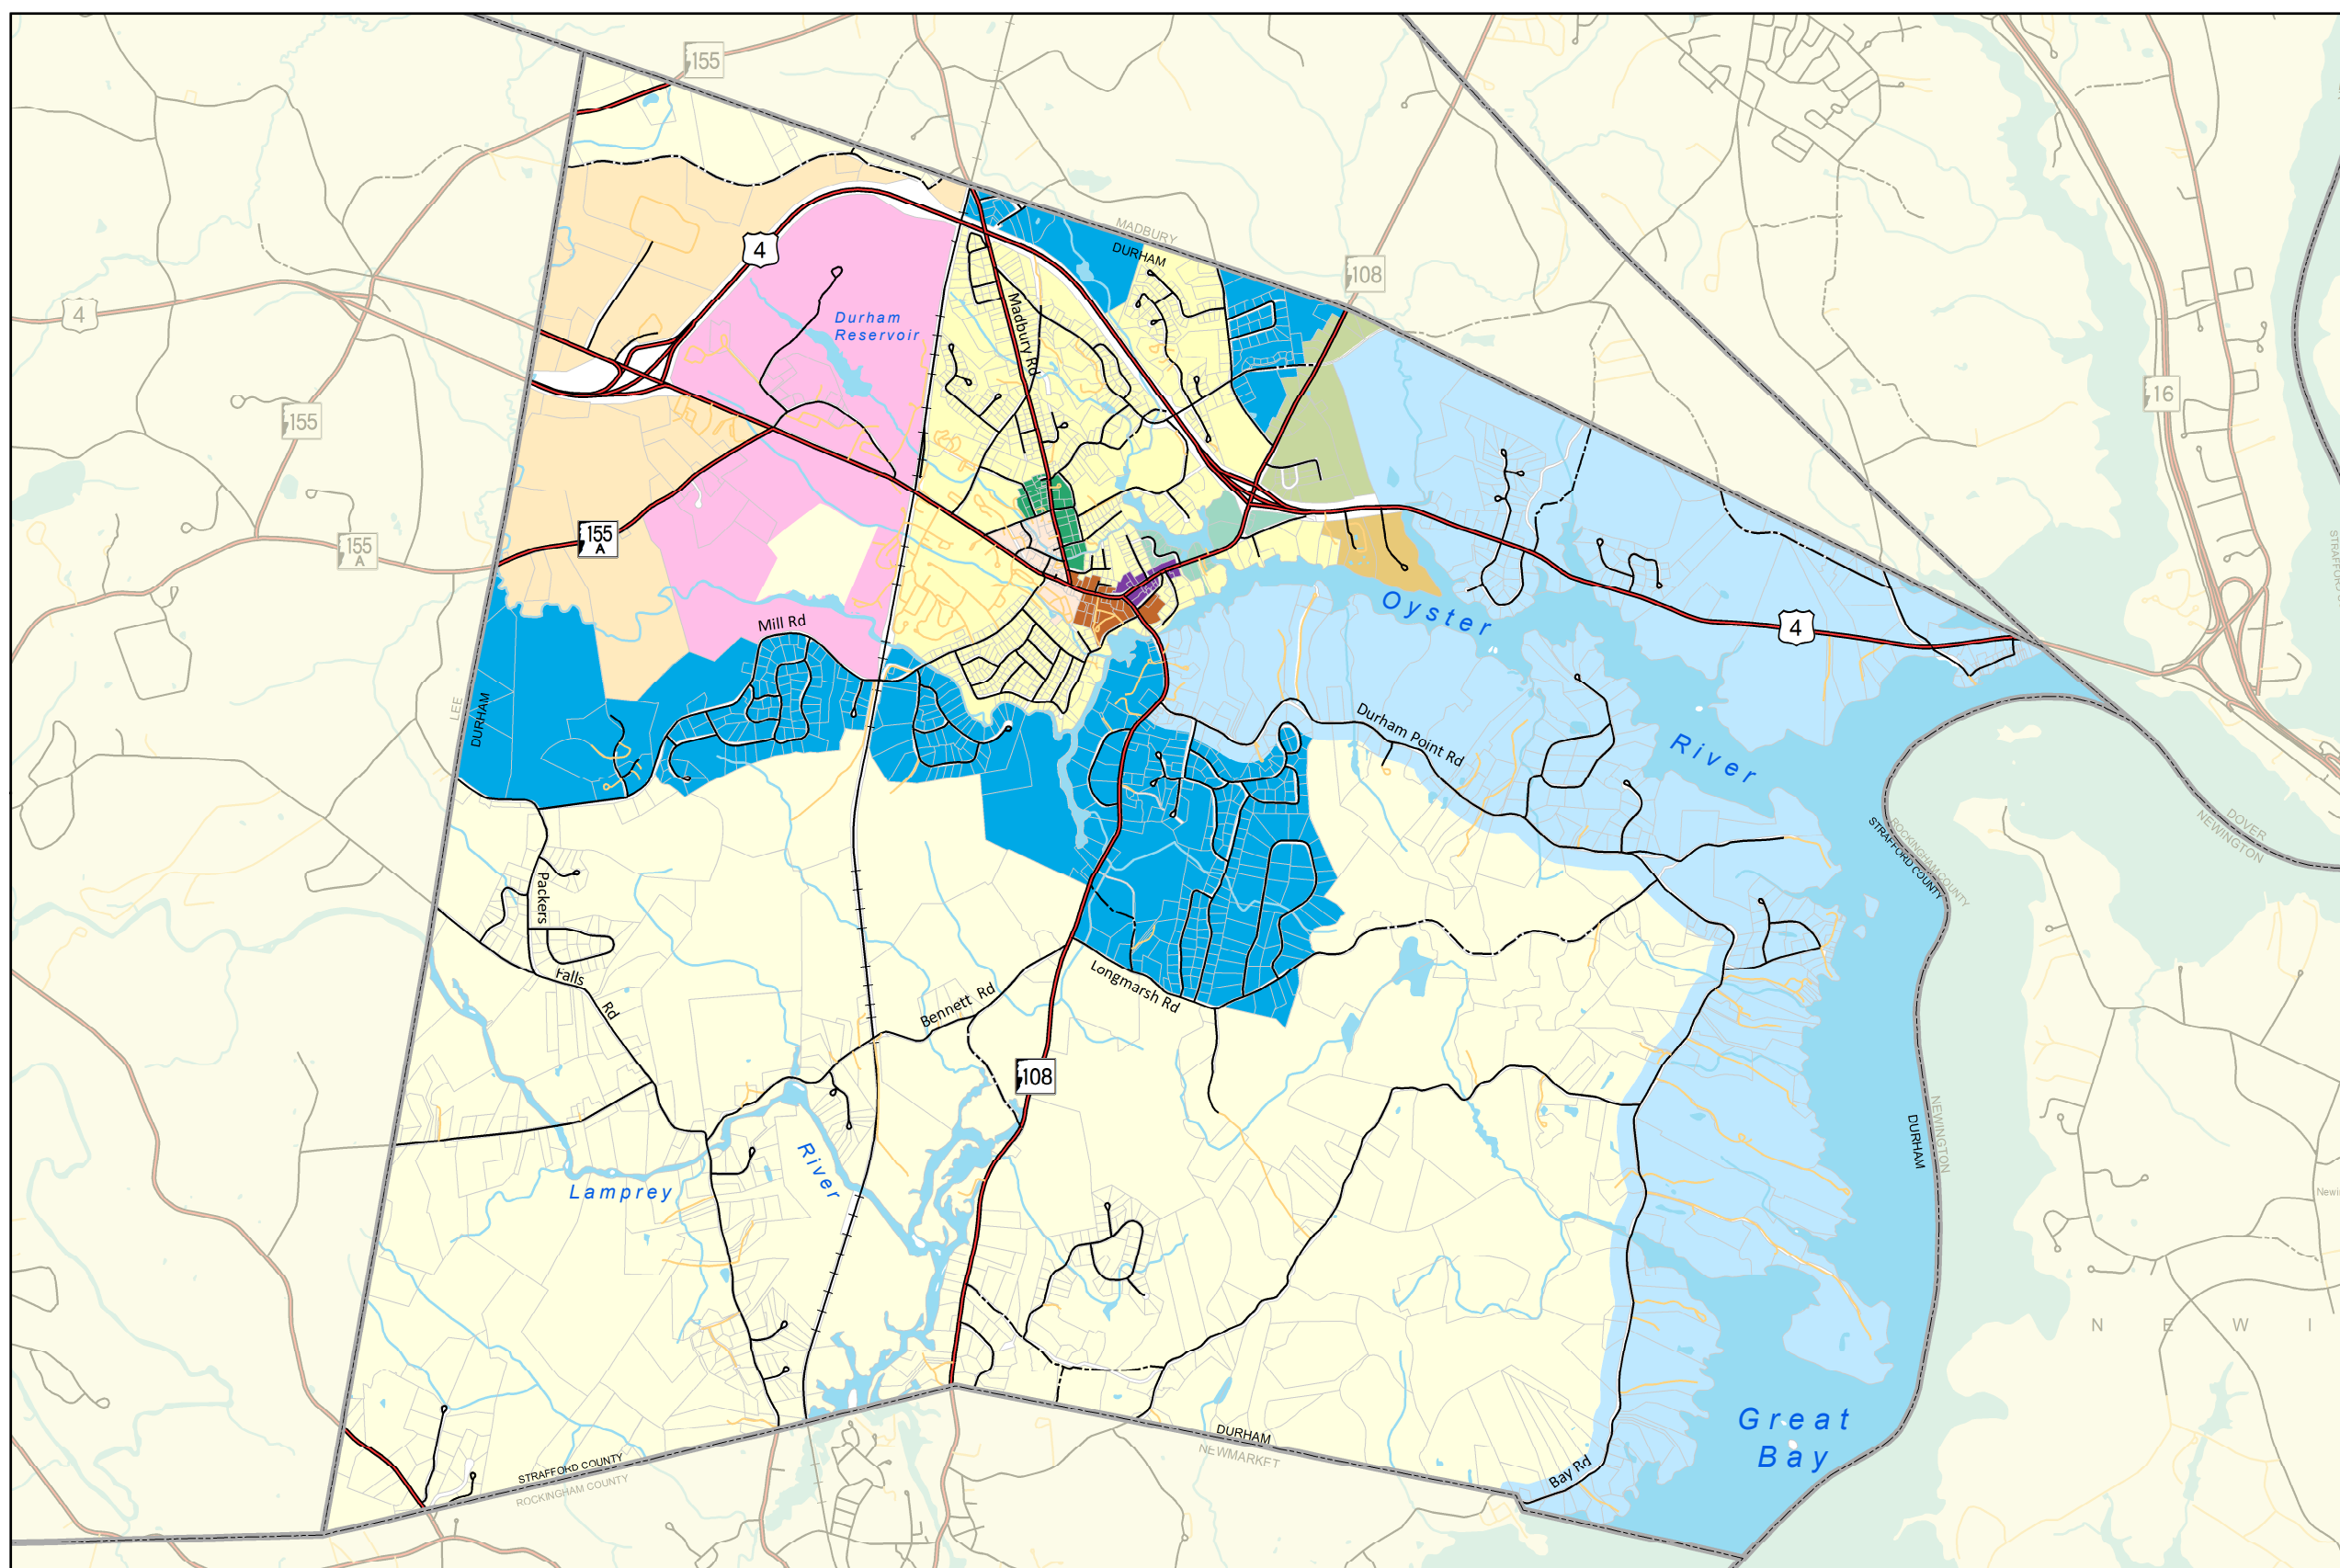 155
MADBURY
DURHAM
4
108
4
Durham
Reservoir
Madbury Rd
16
155
155
A
155
A
STRAFFORD
Oyster
4
Mill Rd
LEE
DURHAM
Durham Point Rd
River
ROCKINGHAM COUNTY
STRAFFORD COUNTY
DOVER
NEWINGTON
Packers
Falls
Rd
Bennett Rd
Longmarsh Rd
108
NEWINGTON
DURHAM
River
Lamprey
N E W I
Great
Bay
DURHAM
NEWMARKET
STRAFFORD COUNTY
ROCKINGHAM COUNTY
Bay Rd